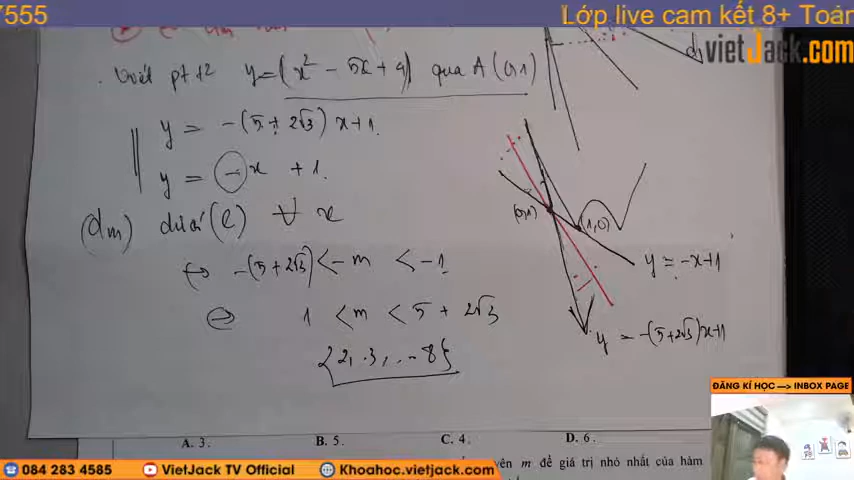 7555
Lớp live cam kết 8+ Toán
vietJack.com
. Viết pt t² y=|x² - 5x + 4| qua A(0,1)
y = -(5+2√3)x+1.
y = -x + 1.
(dm) dưới (C) ∀ x
⇔ -(5+2√3) < -m < -1
⇔ 1 < m < 5 + 2√3
{2, 3, ... 8}
(0,1)
(1,0)
y = -x+1
y = -(5+2√3)x+1
ĐĂNG KÍ HỌC —> INBOX PAGE
A. 3.
B. 5.
C. 4.
D. 6.
yên m để giá trị nhỏ nhất của hàm
084 283 4585
VietJack TV Official
Khoahoc.vietjack.com